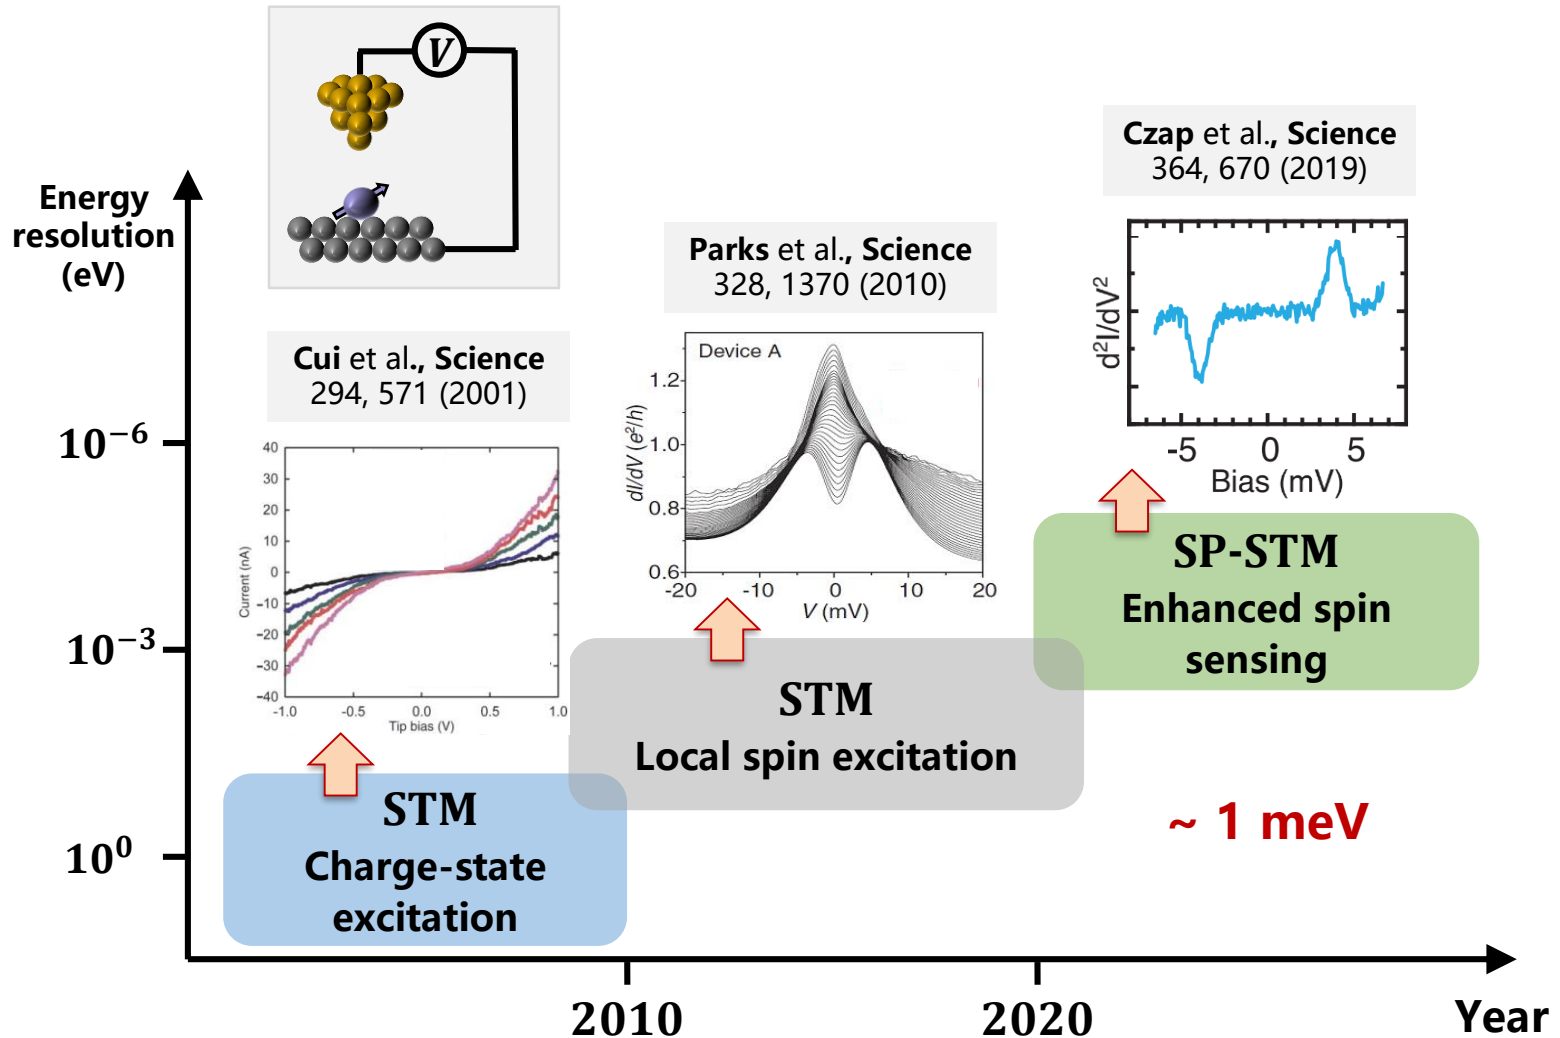 V
Energy
resolution
(eV)
10⁻⁶
10⁻³
10⁰
Cui et al., Science
294, 571 (2001)
40
30
20
10
0
−10
−20
−30
−40
Current (nA)
-1.0 -0.5 0.0 0.5 1.0
Tip bias (V)
STM
Charge-state
excitation
Parks et al., Science
328, 1370 (2010)
Device A
1.2
1.0
0.8
0.6
dI/dV (e²/h)
-20 -10 0 10 20
V (mV)
STM
Local spin excitation
Czap et al., Science
364, 670 (2019)
d²I/dV²
-5 0 5
Bias (mV)
SP-STM
Enhanced spin
sensing
~ 1 meV
2010 2020 Year